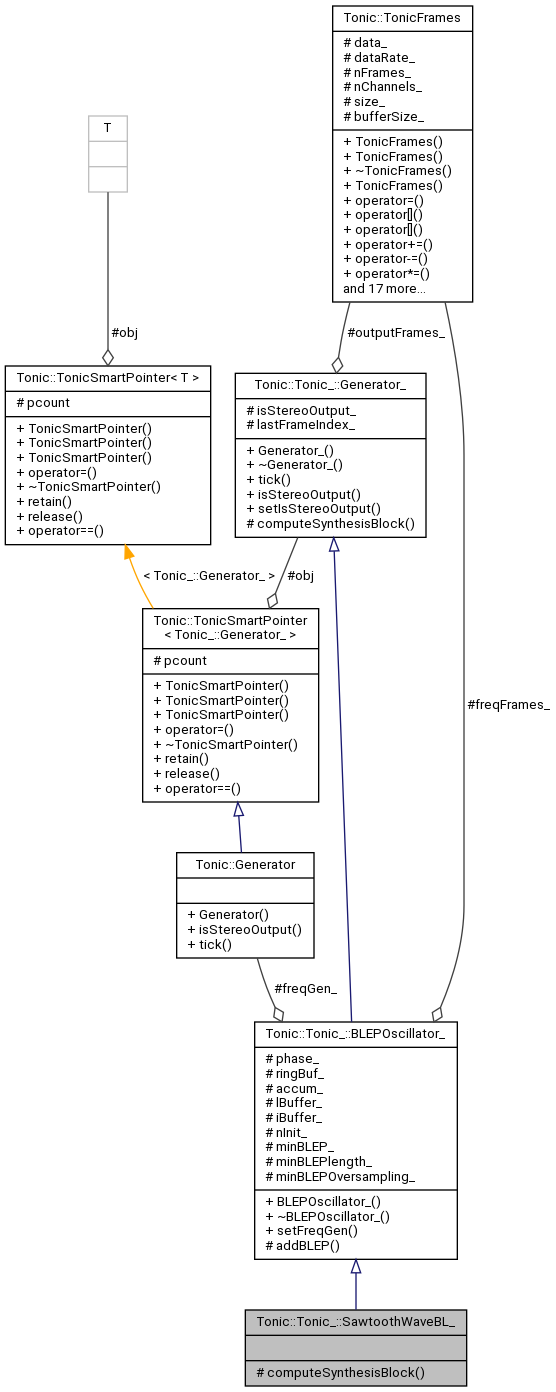 Tonic::TonicFrames
# data_
# dataRate_
# nFrames_
# nChannels_
# size_
# bufferSize_
+ TonicFrames()
+ TonicFrames()
+ ~TonicFrames()
+ TonicFrames()
+ operator=()
+ operator[]()
+ operator[]()
+ operator+=()
+ operator-=()
+ operator*=()
and 17 more...
T
#obj
#outputFrames_
Tonic::TonicSmartPointer< T >
# pcount
+ TonicSmartPointer()
+ TonicSmartPointer()
+ TonicSmartPointer()
+ operator=()
+ ~TonicSmartPointer()
+ retain()
+ release()
+ operator==()
Tonic::Tonic_::Generator_
# isStereoOutput_
# lastFrameIndex_
+ Generator_()
+ ~Generator_()
+ tick()
+ isStereoOutput()
+ setIsStereoOutput()
# computeSynthesisBlock()
< Tonic_::Generator_ >
#obj
Tonic::TonicSmartPointer
< Tonic_::Generator_ >
# pcount
+ TonicSmartPointer()
+ TonicSmartPointer()
+ TonicSmartPointer()
+ operator=()
+ ~TonicSmartPointer()
+ retain()
+ release()
+ operator==()
#freqFrames_
Tonic::Generator
+ Generator()
+ isStereoOutput()
+ tick()
#freqGen_
Tonic::Tonic_::BLEPOscillator_
# phase_
# ringBuf_
# accum_
# lBuffer_
# iBuffer_
# nInit_
# minBLEP_
# minBLEPlength_
# minBLEPOversampling_
+ BLEPOscillator_()
+ ~BLEPOscillator_()
+ setFreqGen()
# addBLEP()
Tonic::Tonic_::SawtoothWaveBL_
# computeSynthesisBlock()